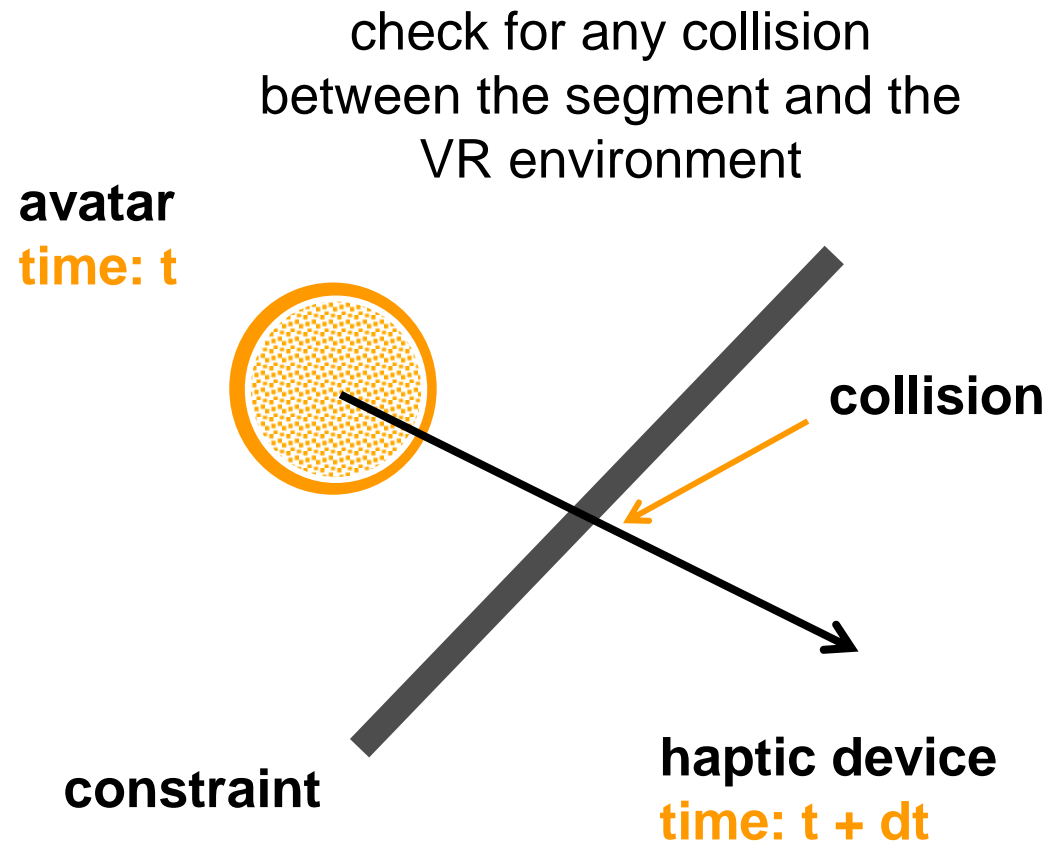 check for any collision
between the segment and the
VR environment
avatar
time: t
collision
constraint
haptic device
time: t + dt